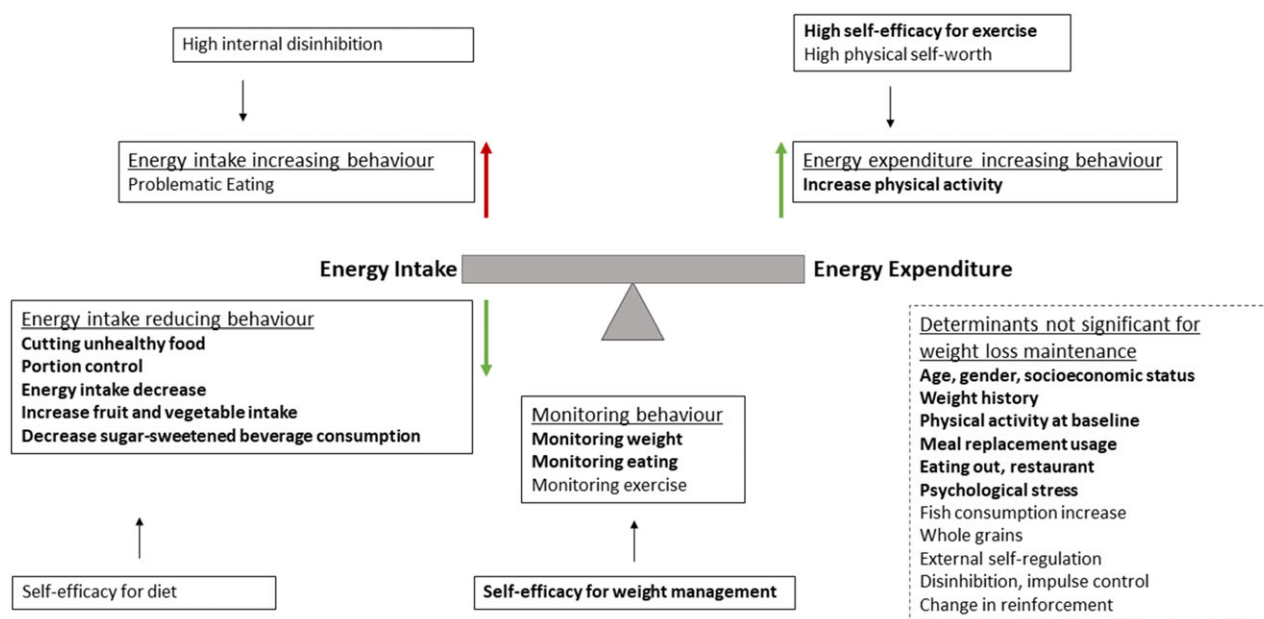 High internal disinhibition
High self-efficacy for exercise
High physical self-worth
Energy intake increasing behaviour
Problematic Eating
Energy expenditure increasing behaviour
Increase physical activity
Energy Intake
Energy Expenditure
Energy intake reducing behaviour
Cutting unhealthy food
Portion control
Energy intake decrease
Increase fruit and vegetable intake
Decrease sugar-sweetened beverage consumption
Monitoring behaviour
Monitoring weight
Monitoring eating
Monitoring exercise
Determinants not significant for
weight loss maintenance
Age, gender, socioeconomic status
Weight history
Physical activity at baseline
Meal replacement usage
Eating out, restaurant
Psychological stress
Fish consumption increase
Whole grains
External self-regulation
Disinhibition, impulse control
Change in reinforcement
Self-efficacy for diet
Self-efficacy for weight management